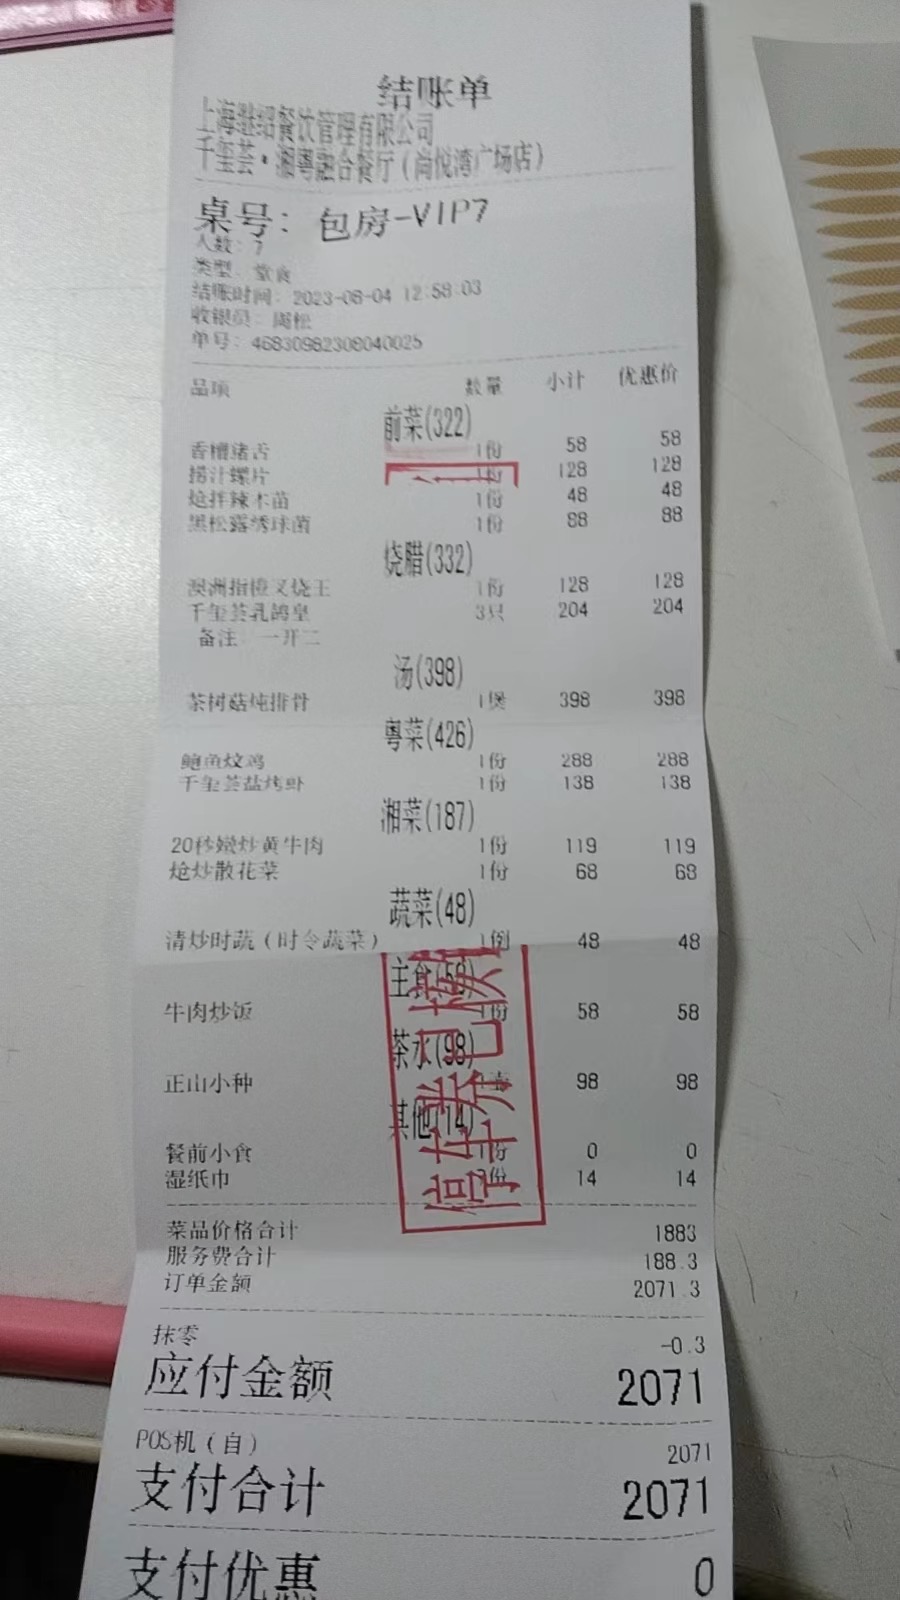 结账单
上海继绍餐饮管理有限公司
千玺荟·湘粤融合餐厅(尚悦湾广场店)
桌号: 包房-VIP7
人数: 7
类型: 堂食
结账时间: 2023-08-04 12:58:03
收银员: 周松
单号: 46830982308040025
品项 数量 小计 优惠价
前菜(322)
香糟猪舌 1份 58 58
捞汁螺片 1份 128 128
炝拌辣木苗 1份 48 48
黑松露绣球菌 1份 88 88
烧腊(332)
澳洲指橙叉烧王 1份 128 128
千玺荟乳鸽皇 3只 204 204
备注: 一开二
汤(398)
茶树菇炖排骨 1煲 398 398
粤菜(426)
鲍鱼炆鸡 1份 288 288
千玺荟盐烤虾 1份 138 138
湘菜(187)
20秒嫩炒黄牛肉 1份 119 119
炝炒散花菜 1份 68 68
蔬菜(48)
清炒时蔬(时令蔬菜) 1例 48 48
主食(58)
牛肉炒饭 1份 58 58
茶水(98)
正山小种 98 98
其他(14)
餐前小食 份 0 0
湿纸巾 份 14 14
停车券已
菜品价格合计 1883
服务费合计 188.3
订单金额 2071.3
抹零 -0.3
应付金额 2071
POS机(自) 2071
支付合计 2071
支付优惠 0